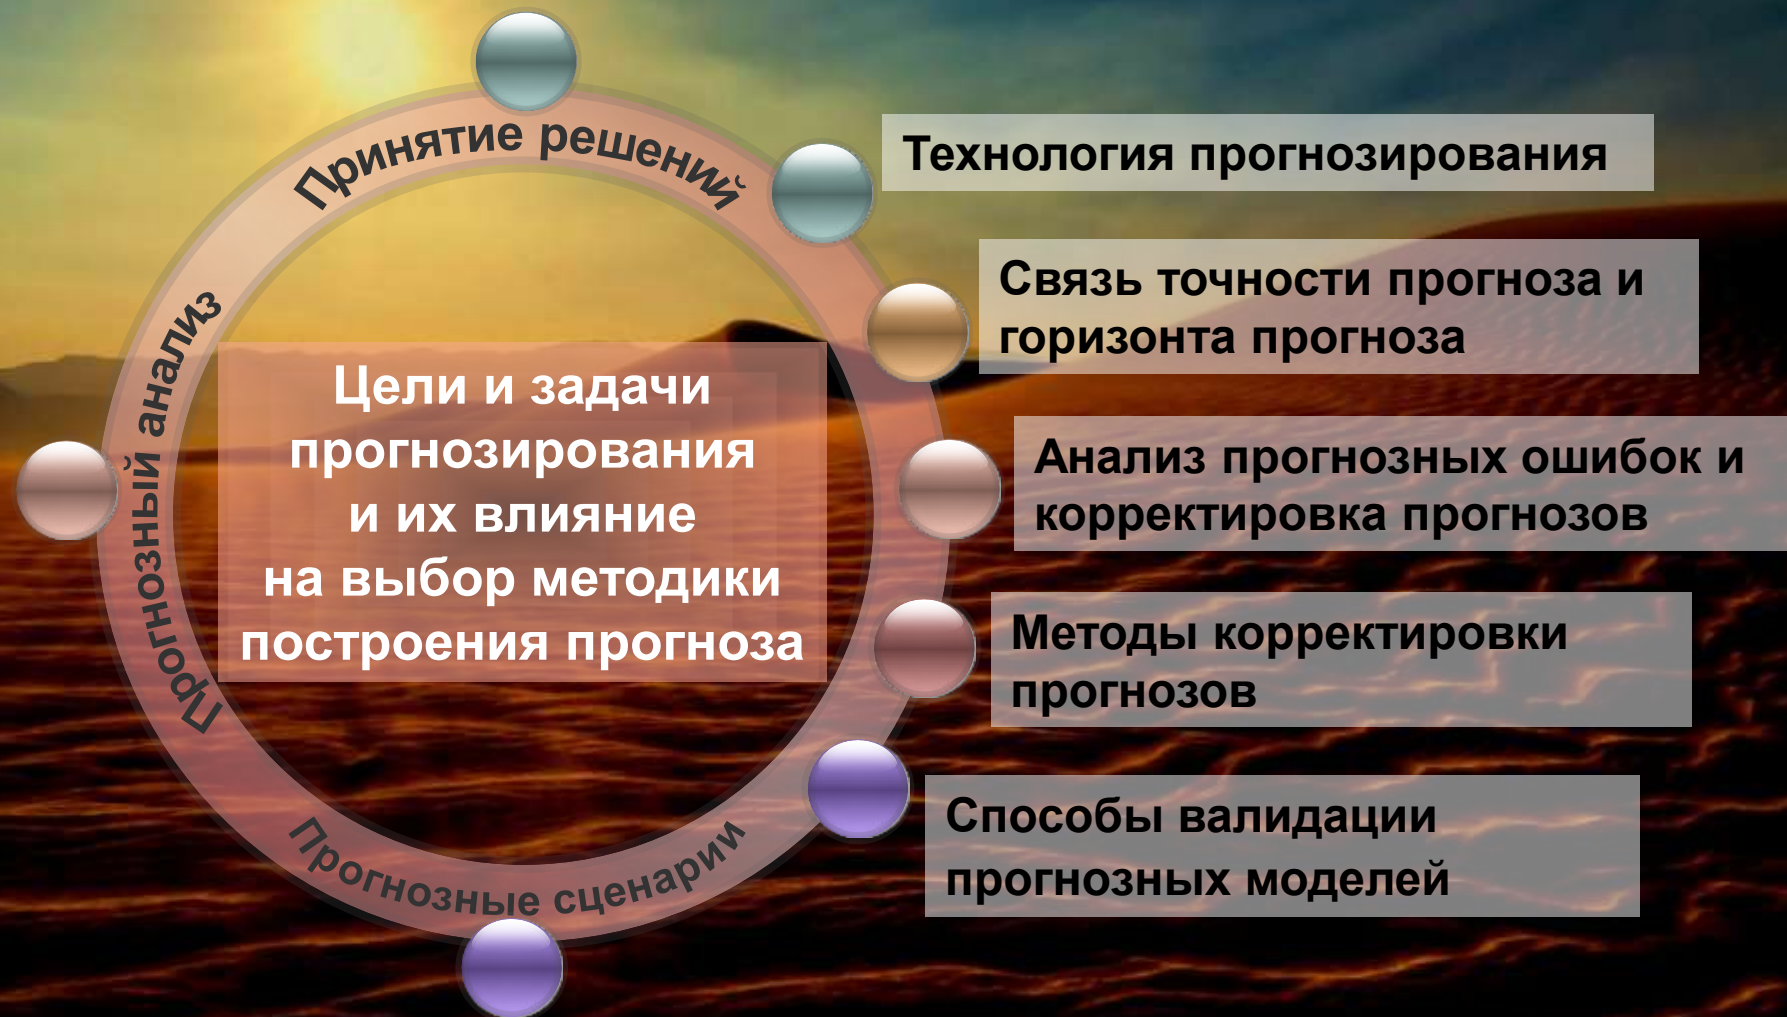 Принятие решений
Прогнозный анализ
Прогнозные сценарии
Цели и задачи
прогнозирования
и их влияние
на выбор методики
построения прогноза
Технология прогнозирования
Связь точности прогноза и
горизонта прогноза
Анализ прогнозных ошибок и
корректировка прогнозов
Методы корректировки
прогнозов
Способы валидации
прогнозных моделей